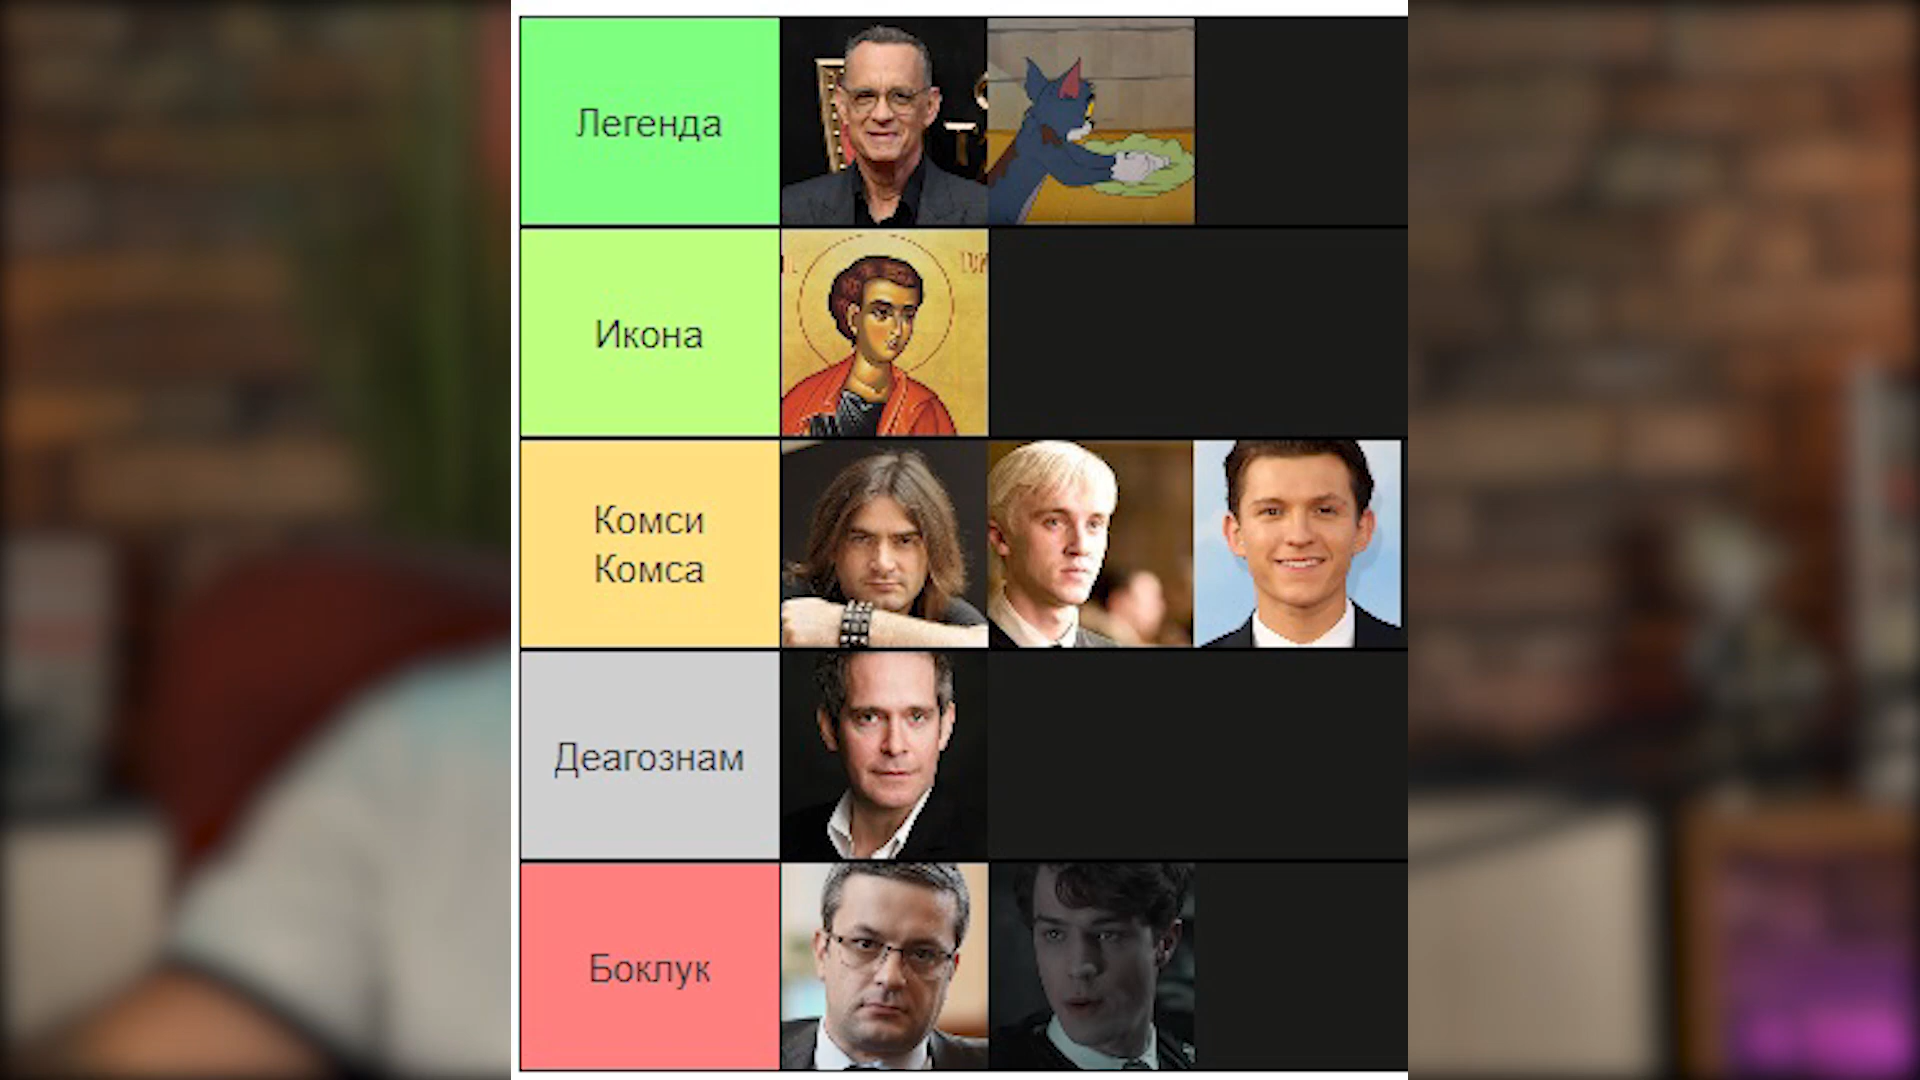 Легенда
Икона
Комси
Комса
Деагознам
Боклук